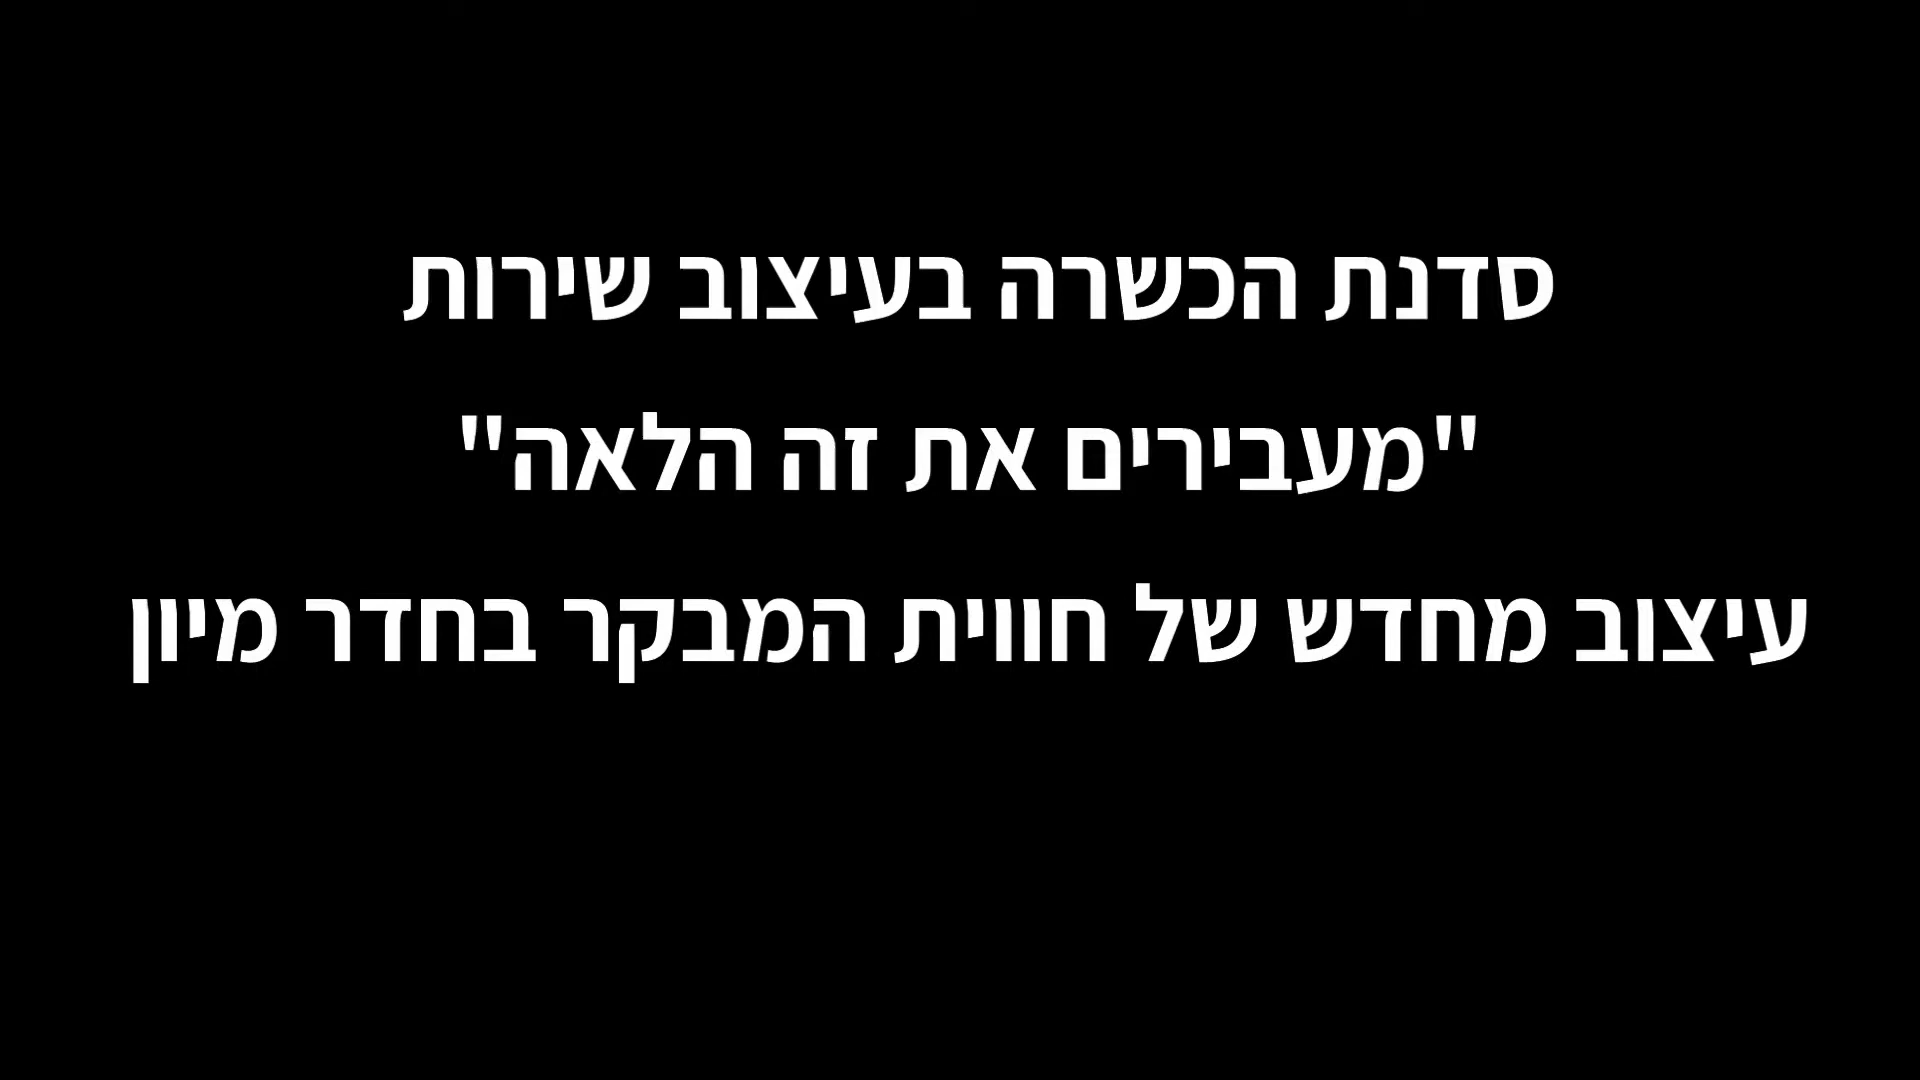 סדנת הכשרה בעיצוב שירות
"מעבירים את זה הלאה"
עיצוב מחדש של חווית המבקר בחדר מיון